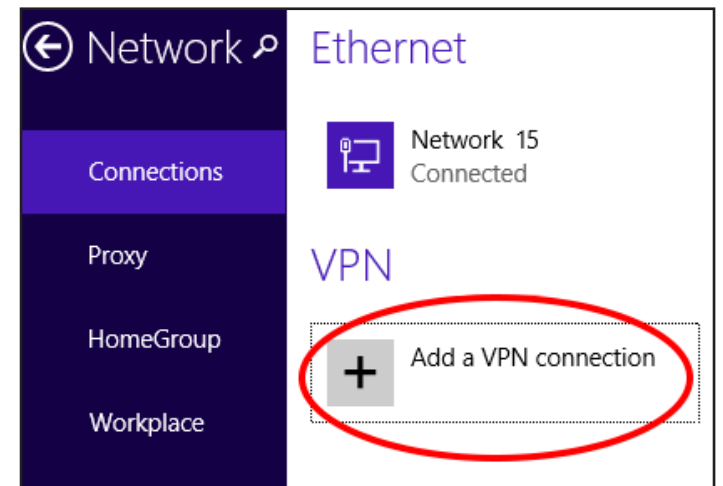 Network
Connections
Proxy
HomeGroup
Workplace
Ethernet
Network 15
Connected
VPN
Add a VPN connection